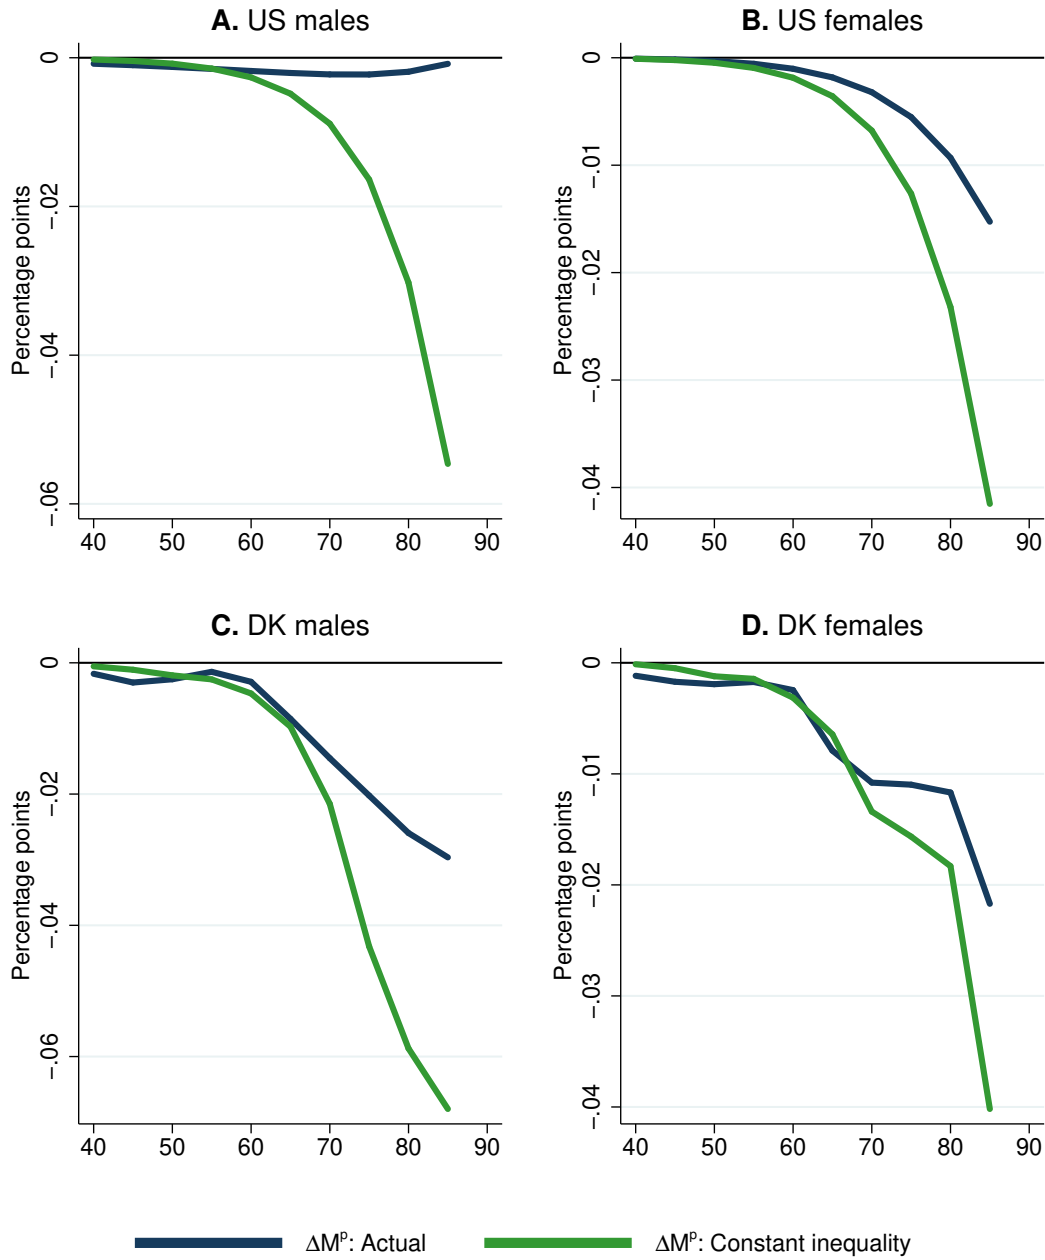 A. US males
B. US females
Percentage points
0
−.02
−.04
−.06
40 50 60 70 80 90
Percentage points
0
−.01
−.02
−.03
−.04
40 50 60 70 80 90
C. DK males
D. DK females
Percentage points
0
−.02
−.04
−.06
40 50 60 70 80 90
Percentage points
0
−.01
−.02
−.03
−.04
40 50 60 70 80 90
ΔMᵖ: Actual
ΔMᵖ: Constant inequality